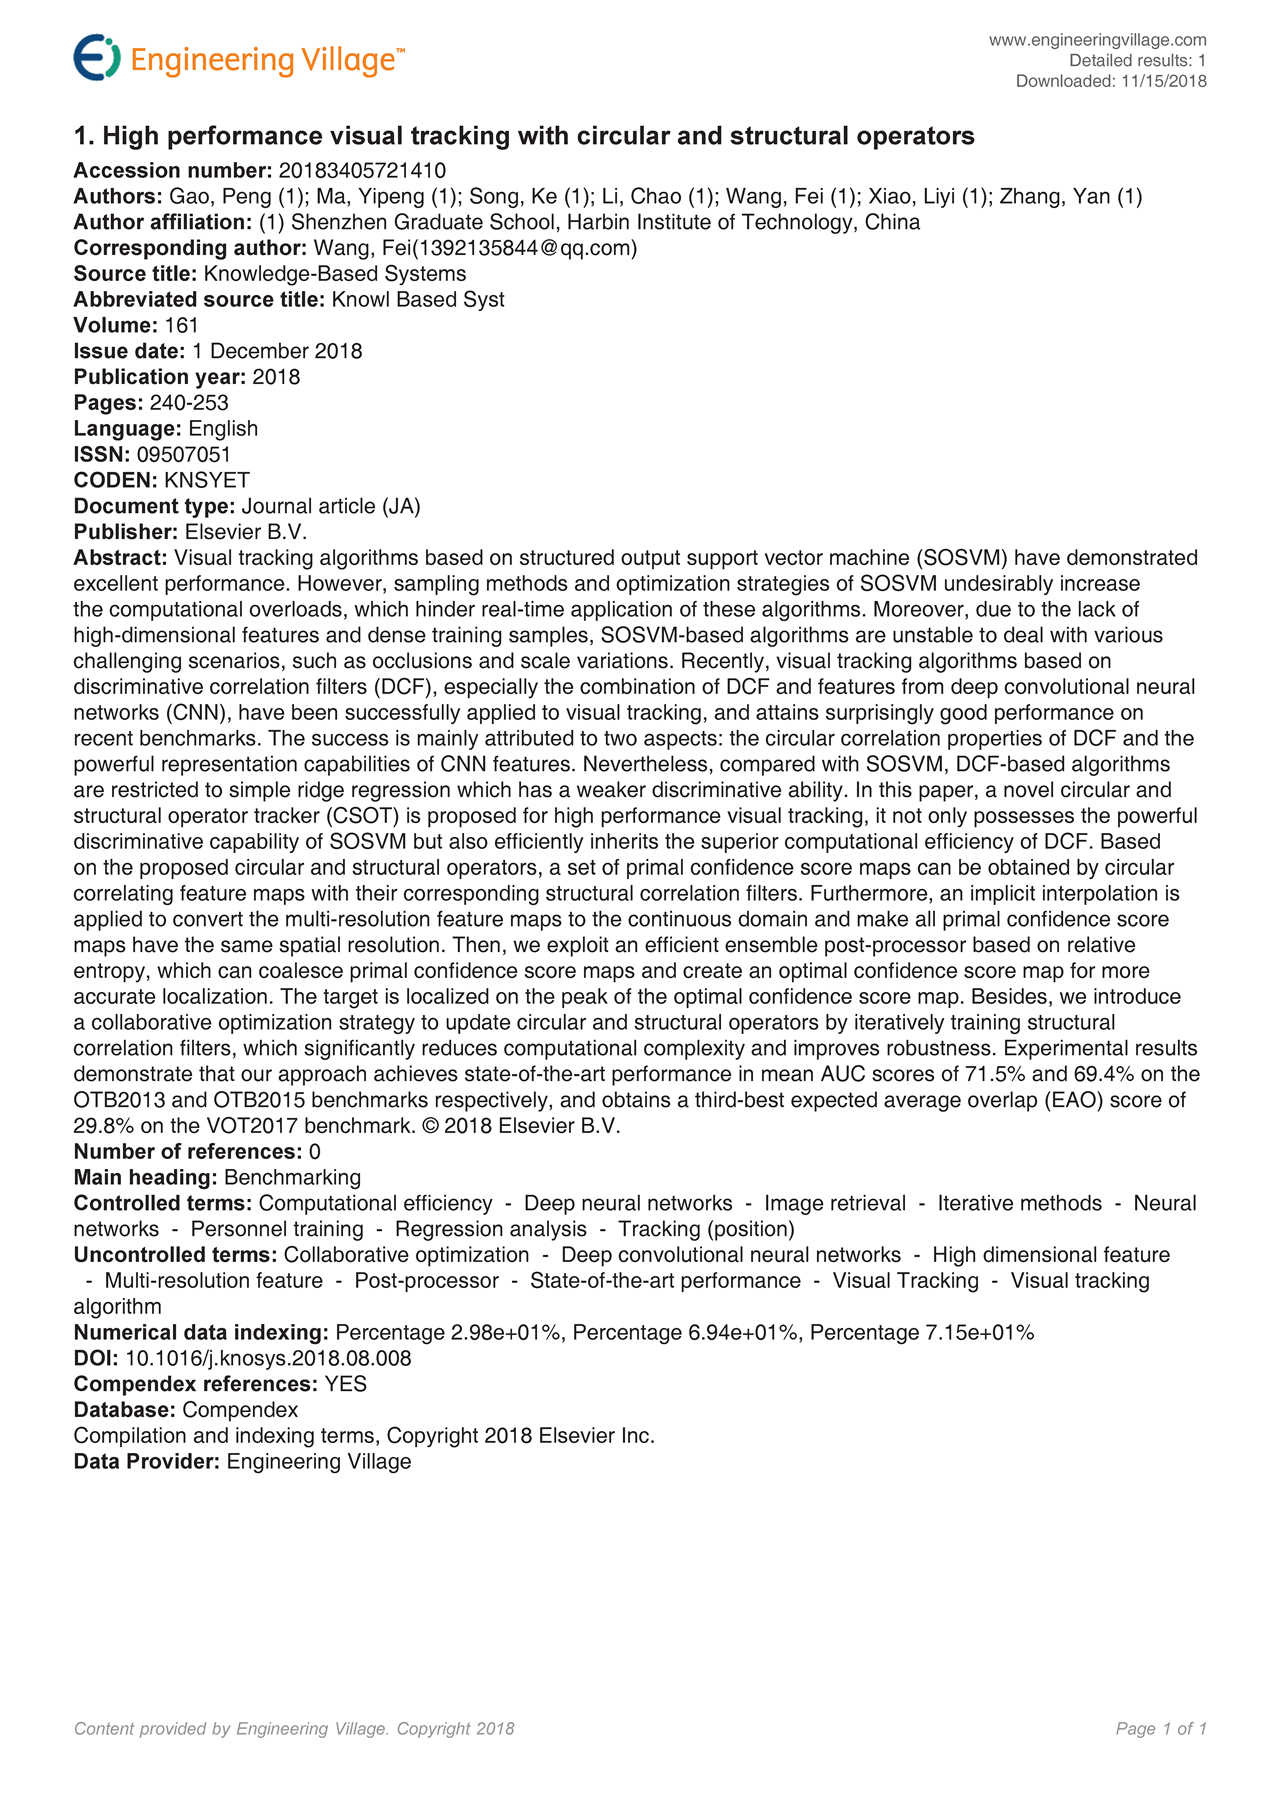 Engineering Village™
www.engineeringvillage.com
Detailed results: 1
Downloaded: 11/15/2018
1. High performance visual tracking with circular and structural operators
Accession number: 20183405721410
Authors: Gao, Peng (1); Ma, Yipeng (1); Song, Ke (1); Li, Chao (1); Wang, Fei (1); Xiao, Liyi (1); Zhang, Yan (1)
Author affiliation: (1) Shenzhen Graduate School, Harbin Institute of Technology, China
Corresponding author: Wang, Fei(1392135844@qq.com)
Source title: Knowledge-Based Systems
Abbreviated source title: Knowl Based Syst
Volume: 161
Issue date: 1 December 2018
Publication year: 2018
Pages: 240-253
Language: English
ISSN: 09507051
CODEN: KNSYET
Document type: Journal article (JA)
Publisher: Elsevier B.V.
Abstract: Visual tracking algorithms based on structured output support vector machine (SOSVM) have demonstrated
excellent performance. However, sampling methods and optimization strategies of SOSVM undesirably increase
the computational overloads, which hinder real-time application of these algorithms. Moreover, due to the lack of
high-dimensional features and dense training samples, SOSVM-based algorithms are unstable to deal with various
challenging scenarios, such as occlusions and scale variations. Recently, visual tracking algorithms based on
discriminative correlation filters (DCF), especially the combination of DCF and features from deep convolutional neural
networks (CNN), have been successfully applied to visual tracking, and attains surprisingly good performance on
recent benchmarks. The success is mainly attributed to two aspects: the circular correlation properties of DCF and the
powerful representation capabilities of CNN features. Nevertheless, compared with SOSVM, DCF-based algorithms
are restricted to simple ridge regression which has a weaker discriminative ability. In this paper, a novel circular and
structural operator tracker (CSOT) is proposed for high performance visual tracking, it not only possesses the powerful
discriminative capability of SOSVM but also efficiently inherits the superior computational efficiency of DCF. Based
on the proposed circular and structural operators, a set of primal confidence score maps can be obtained by circular
correlating feature maps with their corresponding structural correlation filters. Furthermore, an implicit interpolation is
applied to convert the multi-resolution feature maps to the continuous domain and make all primal confidence score
maps have the same spatial resolution. Then, we exploit an efficient ensemble post-processor based on relative
entropy, which can coalesce primal confidence score maps and create an optimal confidence score map for more
accurate localization. The target is localized on the peak of the optimal confidence score map. Besides, we introduce
a collaborative optimization strategy to update circular and structural operators by iteratively training structural
correlation filters, which significantly reduces computational complexity and improves robustness. Experimental results
demonstrate that our approach achieves state-of-the-art performance in mean AUC scores of 71.5% and 69.4% on the
OTB2013 and OTB2015 benchmarks respectively, and obtains a third-best expected average overlap (EAO) score of
29.8% on the VOT2017 benchmark. © 2018 Elsevier B.V.
Number of references: 0
Main heading: Benchmarking
Controlled terms: Computational efficiency - Deep neural networks - Image retrieval - Iterative methods - Neural
networks - Personnel training - Regression analysis - Tracking (position)
Uncontrolled terms: Collaborative optimization - Deep convolutional neural networks - High dimensional feature
- Multi-resolution feature - Post-processor - State-of-the-art performance - Visual Tracking - Visual tracking
algorithm
Numerical data indexing: Percentage 2.98e+01%, Percentage 6.94e+01%, Percentage 7.15e+01%
DOI: 10.1016/j.knosys.2018.08.008
Compendex references: YES
Database: Compendex
Compilation and indexing terms, Copyright 2018 Elsevier Inc.
Data Provider: Engineering Village
Content provided by Engineering Village. Copyright 2018
Page 1 of 1